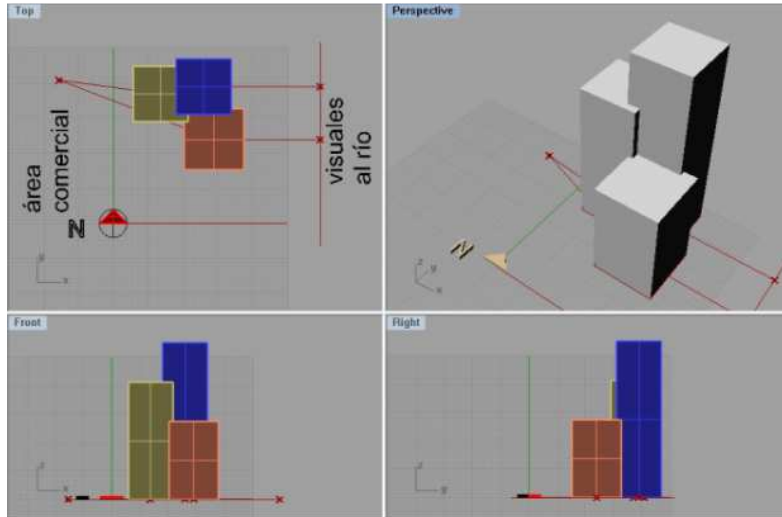 Top
Perspective
área
comercial
visuales
al río
N
y
x
N
z
y
x
Front
Right
z
x
z
y